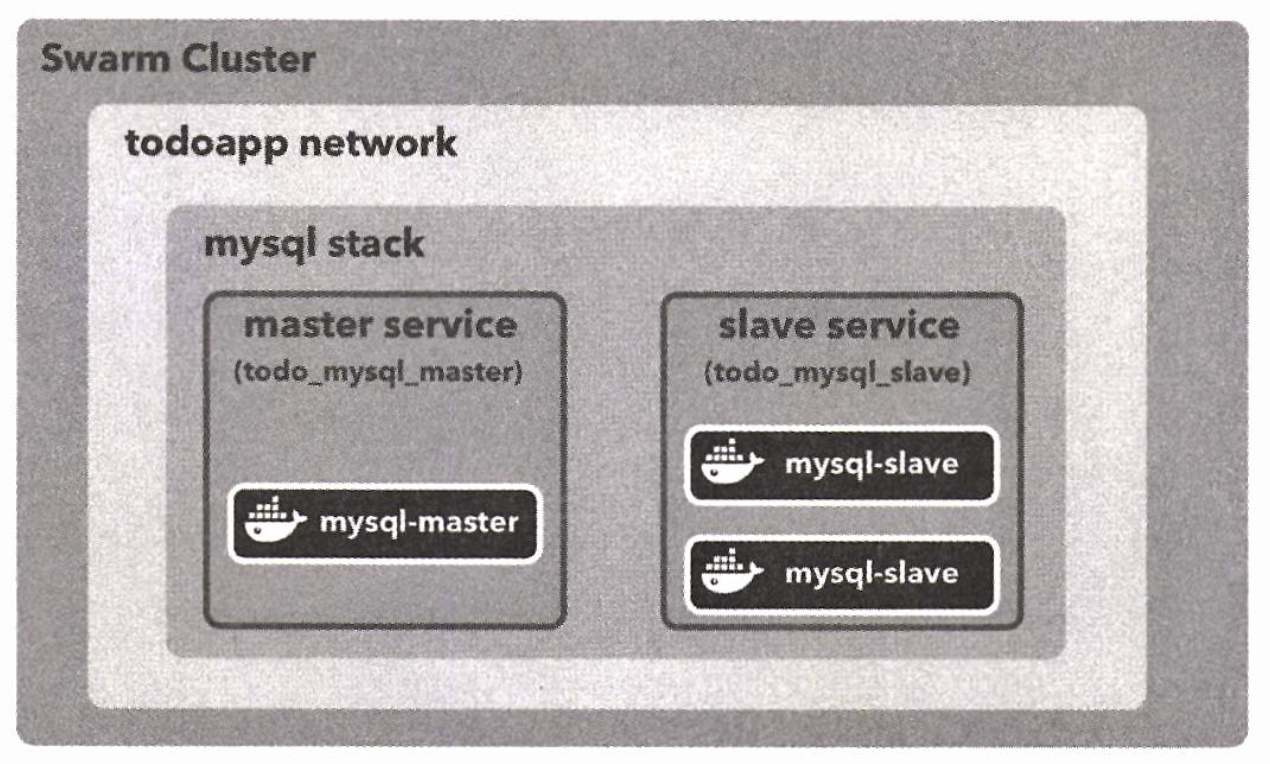 Swarm Cluster
todoapp network
mysql stack
master service
(todo_mysql_master)
mysql-master
slave service
(todo_mysql_slave)
mysql-slave
mysql-slave